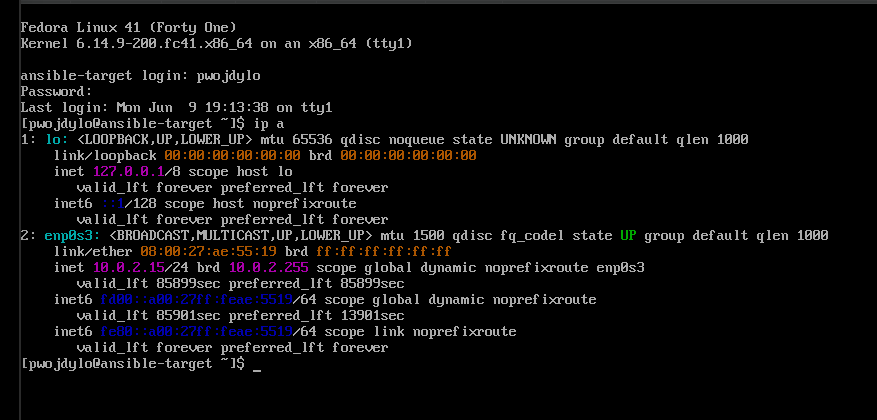 Fedora Linux 41 (Forty One)
Kernel 6.14.9-200.fc41.x86_64 on an x86_64 (tty1)
ansible-target login: pwojdylo
Password:
Last login: Mon Jun  9 19:13:38 on tty1
[pwojdylo@ansible-target ~]$ ip a
1: lo: <LOOPBACK,UP,LOWER_UP> mtu 65536 qdisc noqueue state UNKNOWN group default qlen 1000
    link/loopback 00:00:00:00:00:00 brd 00:00:00:00:00:00
    inet 127.0.0.1/8 scope host lo
       valid_lft forever preferred_lft forever
    inet6 ::1/128 scope host noprefixroute
       valid_lft forever preferred_lft forever
2: enp0s3: <BROADCAST,MULTICAST,UP,LOWER_UP> mtu 1500 qdisc fq_codel state UP group default qlen 1000
    link/ether 08:00:27:ae:55:19 brd ff:ff:ff:ff:ff:ff
    inet 10.0.2.15/24 brd 10.0.2.255 scope global dynamic noprefixroute enp0s3
       valid_lft 85899sec preferred_lft 85899sec
    inet6 fd00::a00:27ff:feae:5519/64 scope global dynamic noprefixroute
       valid_lft 85901sec preferred_lft 13901sec
    inet6 fe80::a00:27ff:feae:5519/64 scope link noprefixroute
       valid_lft forever preferred_lft forever
[pwojdylo@ansible-target ~]$ _